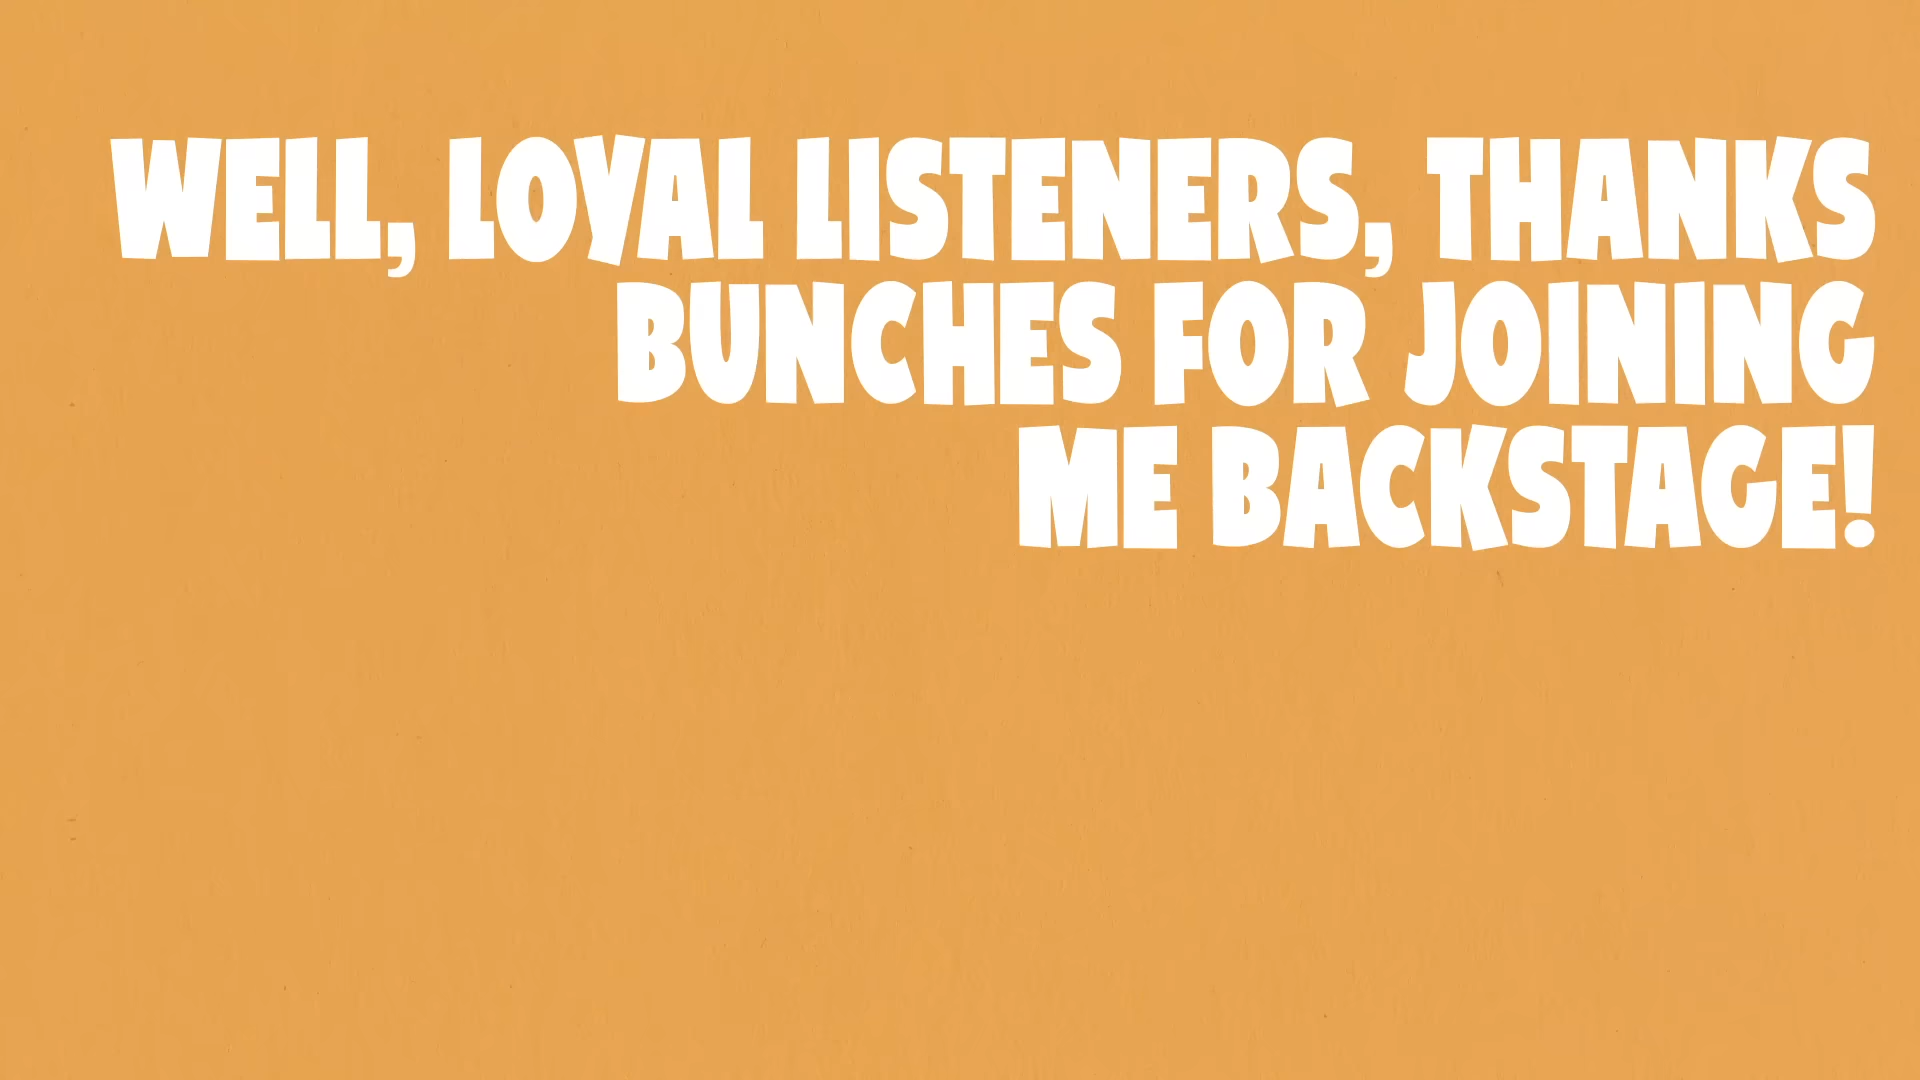 WELL, LOYAL LISTENERS, THANKS
BUNCHES FOR JOINING
ME BACKSTAGE!